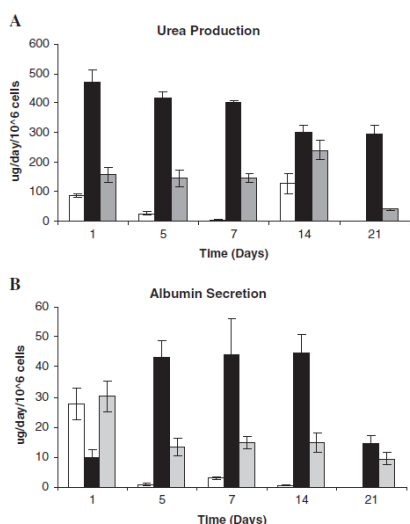 A
Urea Production
ug/day/10^6 cells
600
500
400
300
200
100
0
1 5 7 14 21
Time (Days)
B
Albumin Secretion
ug/day/10^6 cells
60
50
40
30
20
10
0
1 5 7 14 21
Time (Days)